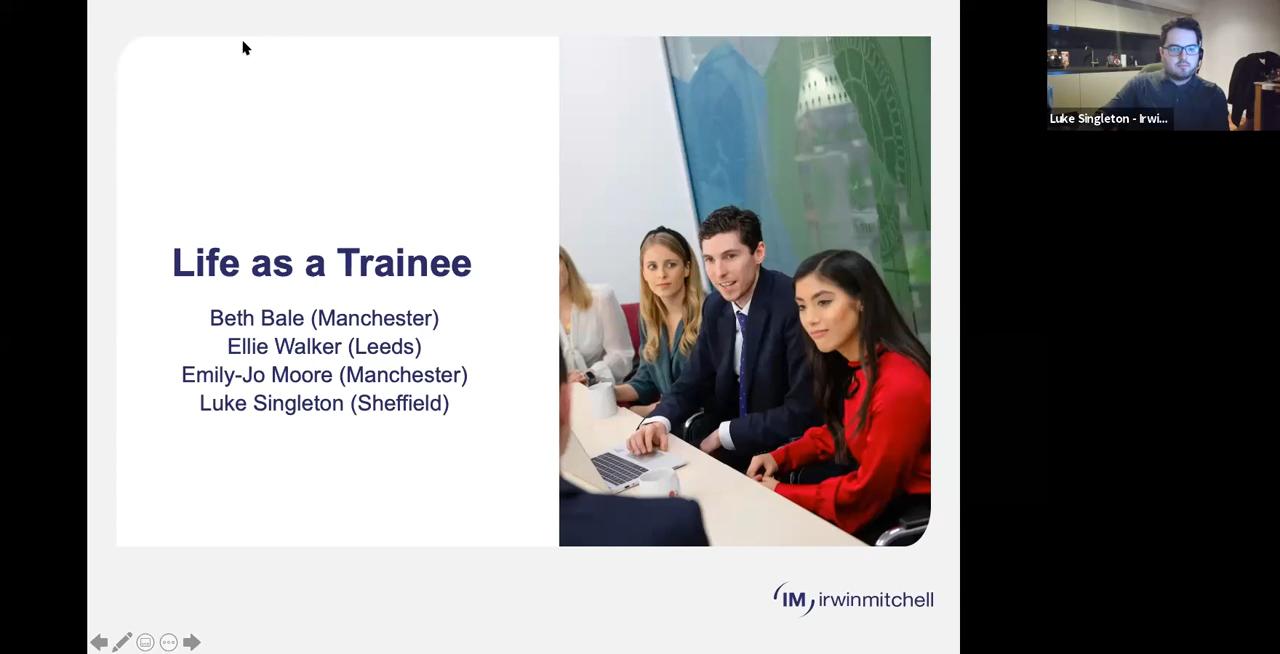 Life as a Trainee
Beth Bale (Manchester)
Ellie Walker (Leeds)
Emily-Jo Moore (Manchester)
Luke Singleton (Sheffield)
IM irwinmitchell
Luke Singleton - Irwi...